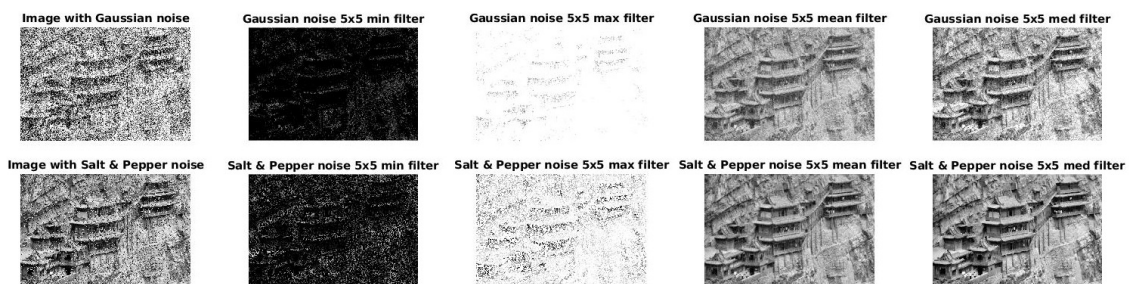 Image with Gaussian noise
Gaussian noise 5x5 min filter
Gaussian noise 5x5 max filter
Gaussian noise 5x5 mean filter
Gaussian noise 5x5 med filter
Image with Salt & Pepper noise
Salt & Pepper noise 5x5 min filter
Salt & Pepper noise 5x5 max filter
Salt & Pepper noise 5x5 mean filter
Salt & Pepper noise 5x5 med filter